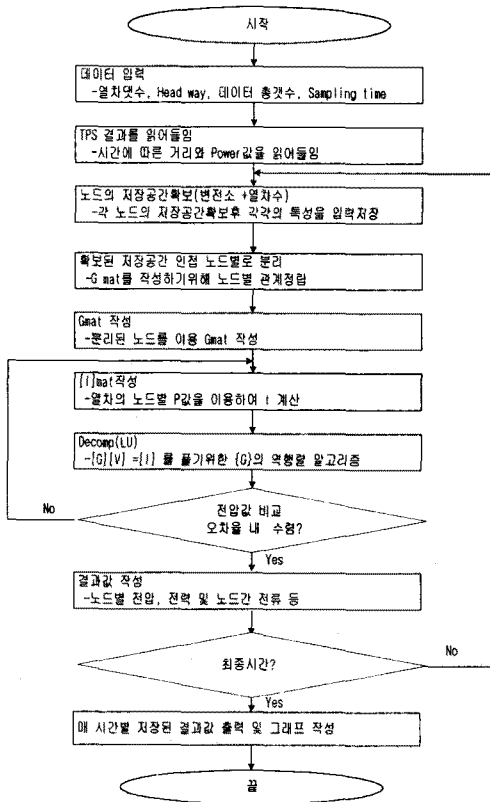 시작
데이터 입력
-열차댓수, Head way, 데이터 총갯수, Sampling time
TPS 결과를 읽어들임
-시간에 따른 거리와 Power값을 읽어들임
노드의 저장공간확보(변전소 +열차수)
-각 노드의 저장공간확보후 각각의 특성을 입력저장
확보된 저장공간 인접 노드별로 분리
-G mat를 작성하기위해 노드별 관계정립
Gmat 작성
-분리된 노드를 이용 Gmat 작성
[I]mat작성
-열차의 노드별 P값을 이용하여 I 계산
Decomp(LU)
-[G][V] =[I] 를 풀기위한 {G}의 역행렬 알고리즘
No
전압값 비교
오차율 내 수렴?
Yes
결과값 작성
-노드별 전압, 전력 및 노드간 전류 등
No
최종시간?
Yes
매 시간별 저장된 결과값 출력 및 그래프 작성
끝